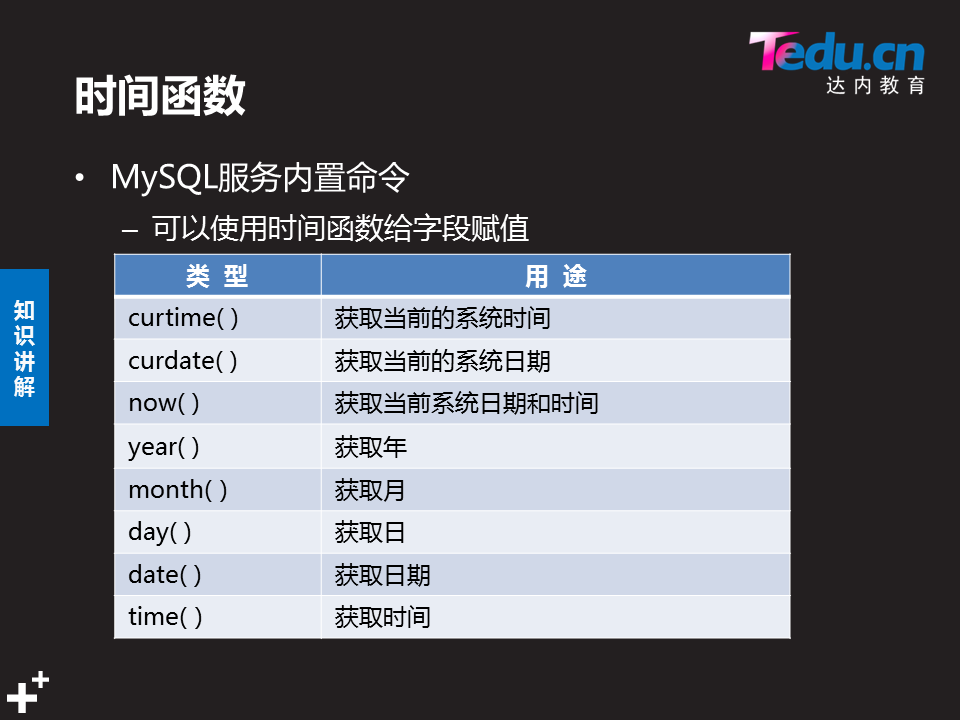 Tedu.cn
达内教育
时间函数
• MySQL服务内置命令
– 可以使用时间函数给字段赋值
类 型 用 途
curtime( ) 获取当前的系统时间
curdate( ) 获取当前的系统日期
now( ) 获取当前系统日期和时间
year( ) 获取年
month( ) 获取月
day( ) 获取日
date( ) 获取日期
time( ) 获取时间
知
识
讲
解